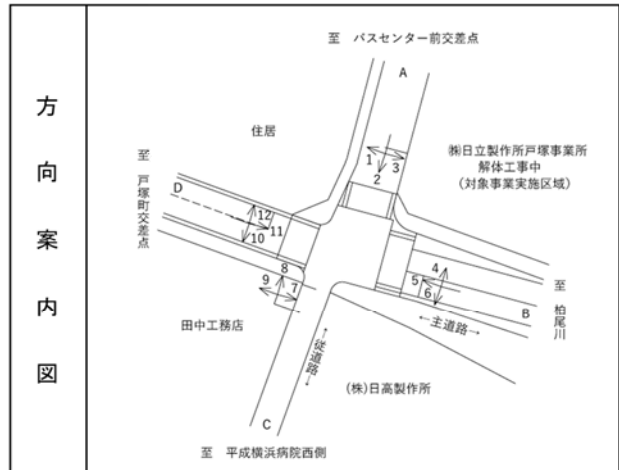 方向案内図
至 バスセンター前交差点
A
住居
㈱日立製作所戸塚事業所
解体工事中
(対象事業実施区域)
1
2
3
至 戸塚町交差点
D
12
11
10
4
5
6
B
至 柏尾川
8
9
7
←主道路→
田中工務店
←従道路→
(株)日高製作所
C
至 平成横浜病院西側